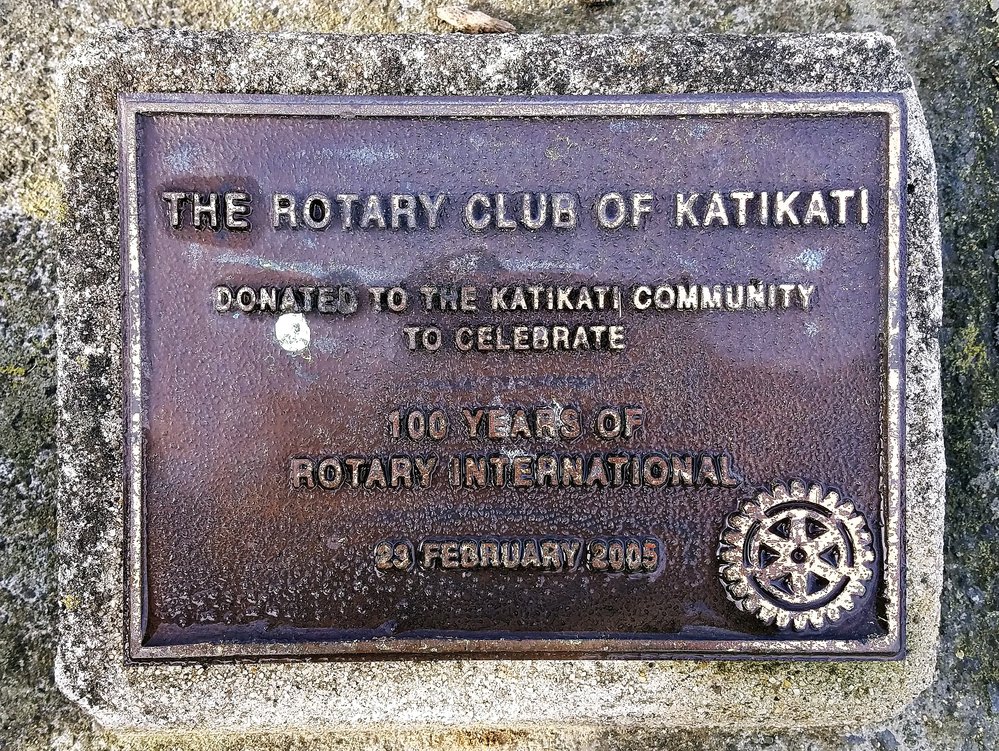 THE ROTARY CLUB OF KATIKATI
DONATED TO THE KATIKATI COMMUNITY
TO CELEBRATE
100 YEARS OF
ROTARY INTERNATIONAL
23 FEBRUARY 2005